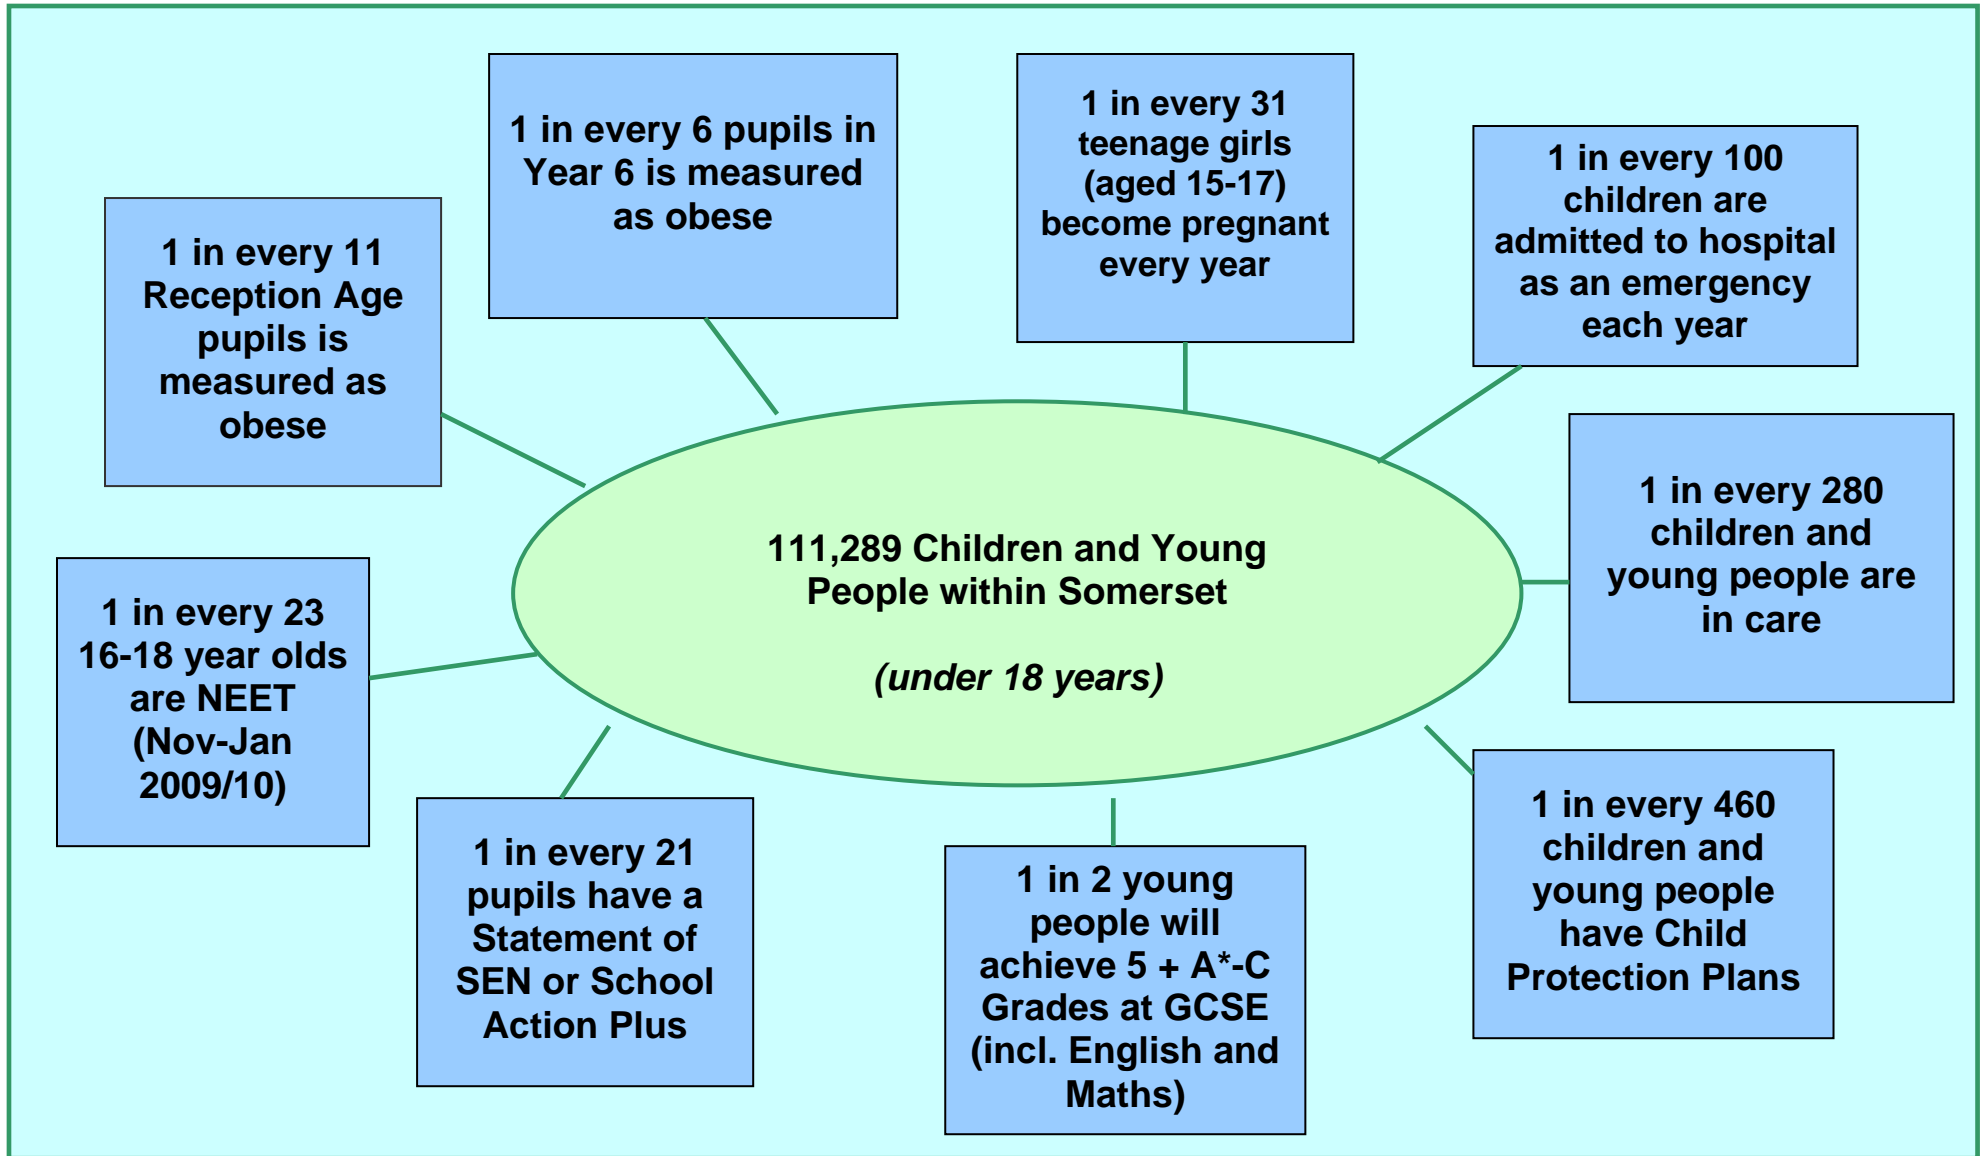 1 in every 6 pupils in
Year 6 is measured
as obese
1 in every 31
teenage girls
(aged 15-17)
become pregnant
every year
1 in every 100
children are
admitted to hospital
as an emergency
each year
1 in every 11
Reception Age
pupils is
measured as
obese
1 in every 280
children and
young people are
in care
111,289 Children and Young
People within Somerset
(under 18 years)
1 in every 23
16-18 year olds
are NEET
(Nov-Jan
2009/10)
1 in every 21
pupils have a
Statement of
SEN or School
Action Plus
1 in 2 young
people will
achieve 5 + A*-C
Grades at GCSE
(incl. English and
Maths)
1 in every 460
children and
young people
have Child
Protection Plans